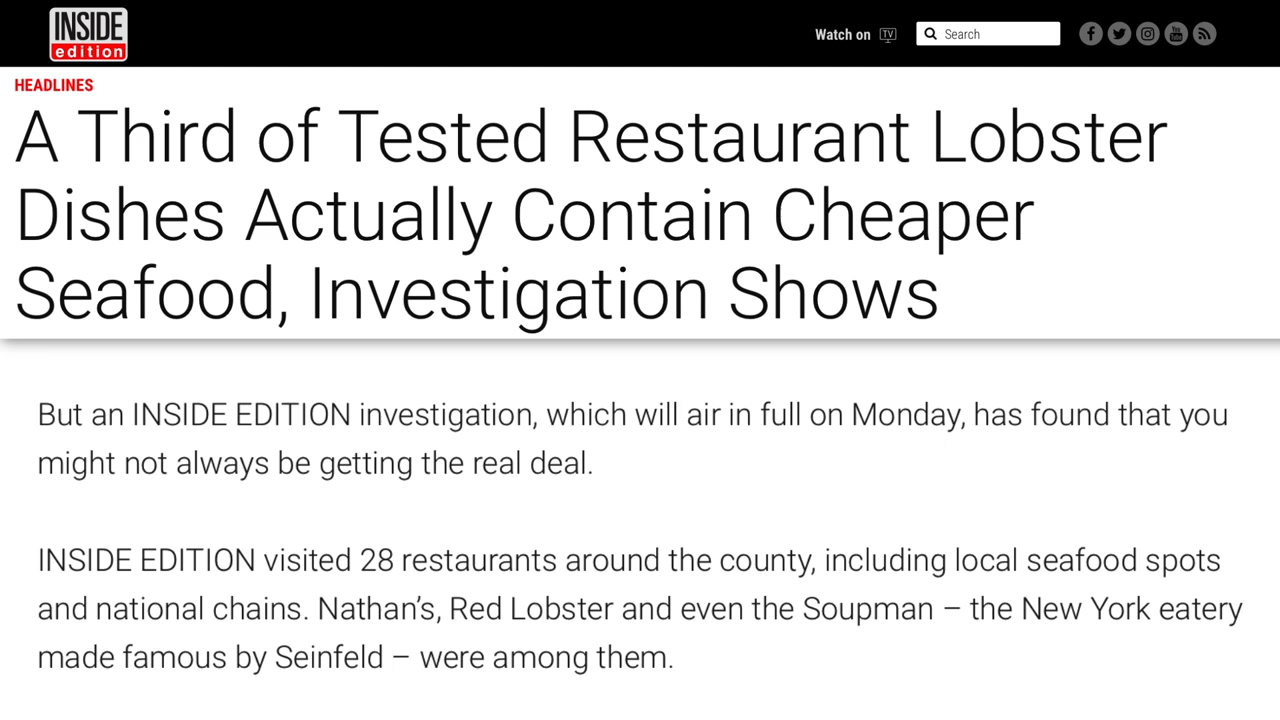 INSIDE
edition
Watch on TV
Search
HEADLINES
A Third of Tested Restaurant Lobster
Dishes Actually Contain Cheaper
Seafood, Investigation Shows
But an INSIDE EDITION investigation, which will air in full on Monday, has found that you
might not always be getting the real deal.
INSIDE EDITION visited 28 restaurants around the county, including local seafood spots
and national chains. Nathan’s, Red Lobster and even the Soupman – the New York eatery
made famous by Seinfeld – were among them.